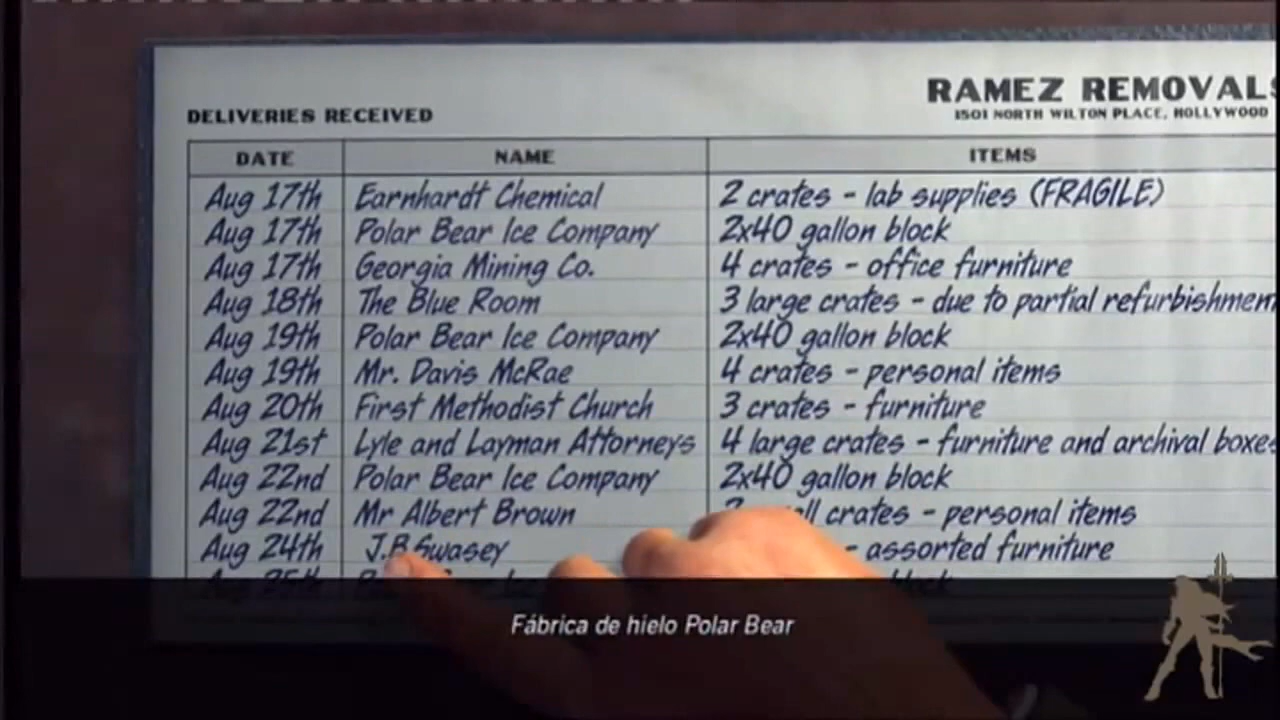 RAMEZ REMOVALS
1501 NORTH WILTON PLACE, HOLLYWOOD
DELIVERIES RECEIVED
DATE NAME ITEMS
Aug 17th Earnhardt Chemical 2 crates - lab supplies (FRAGILE)
Aug 17th Polar Bear Ice Company 2x40 gallon block
Aug 17th Georgia Mining Co. 4 crates - office furniture
Aug 18th The Blue Room 3 large crates - due to partial refurbishment
Aug 19th Polar Bear Ice Company 2x40 gallon block
Aug 19th Mr. Davis McRae 4 crates - personal items
Aug 20th First Methodist Church 3 crates - furniture
Aug 21st Lyle and Layman Attorneys 4 large crates - furniture and archival boxes
Aug 22nd Polar Bear Ice Company 2x40 gallon block
Aug 22nd Mr Albert Brown crates - personal items
Aug 24th J.B Swasey - assorted furniture
Aug 25th block
Fábrica de hielo Polar Bear